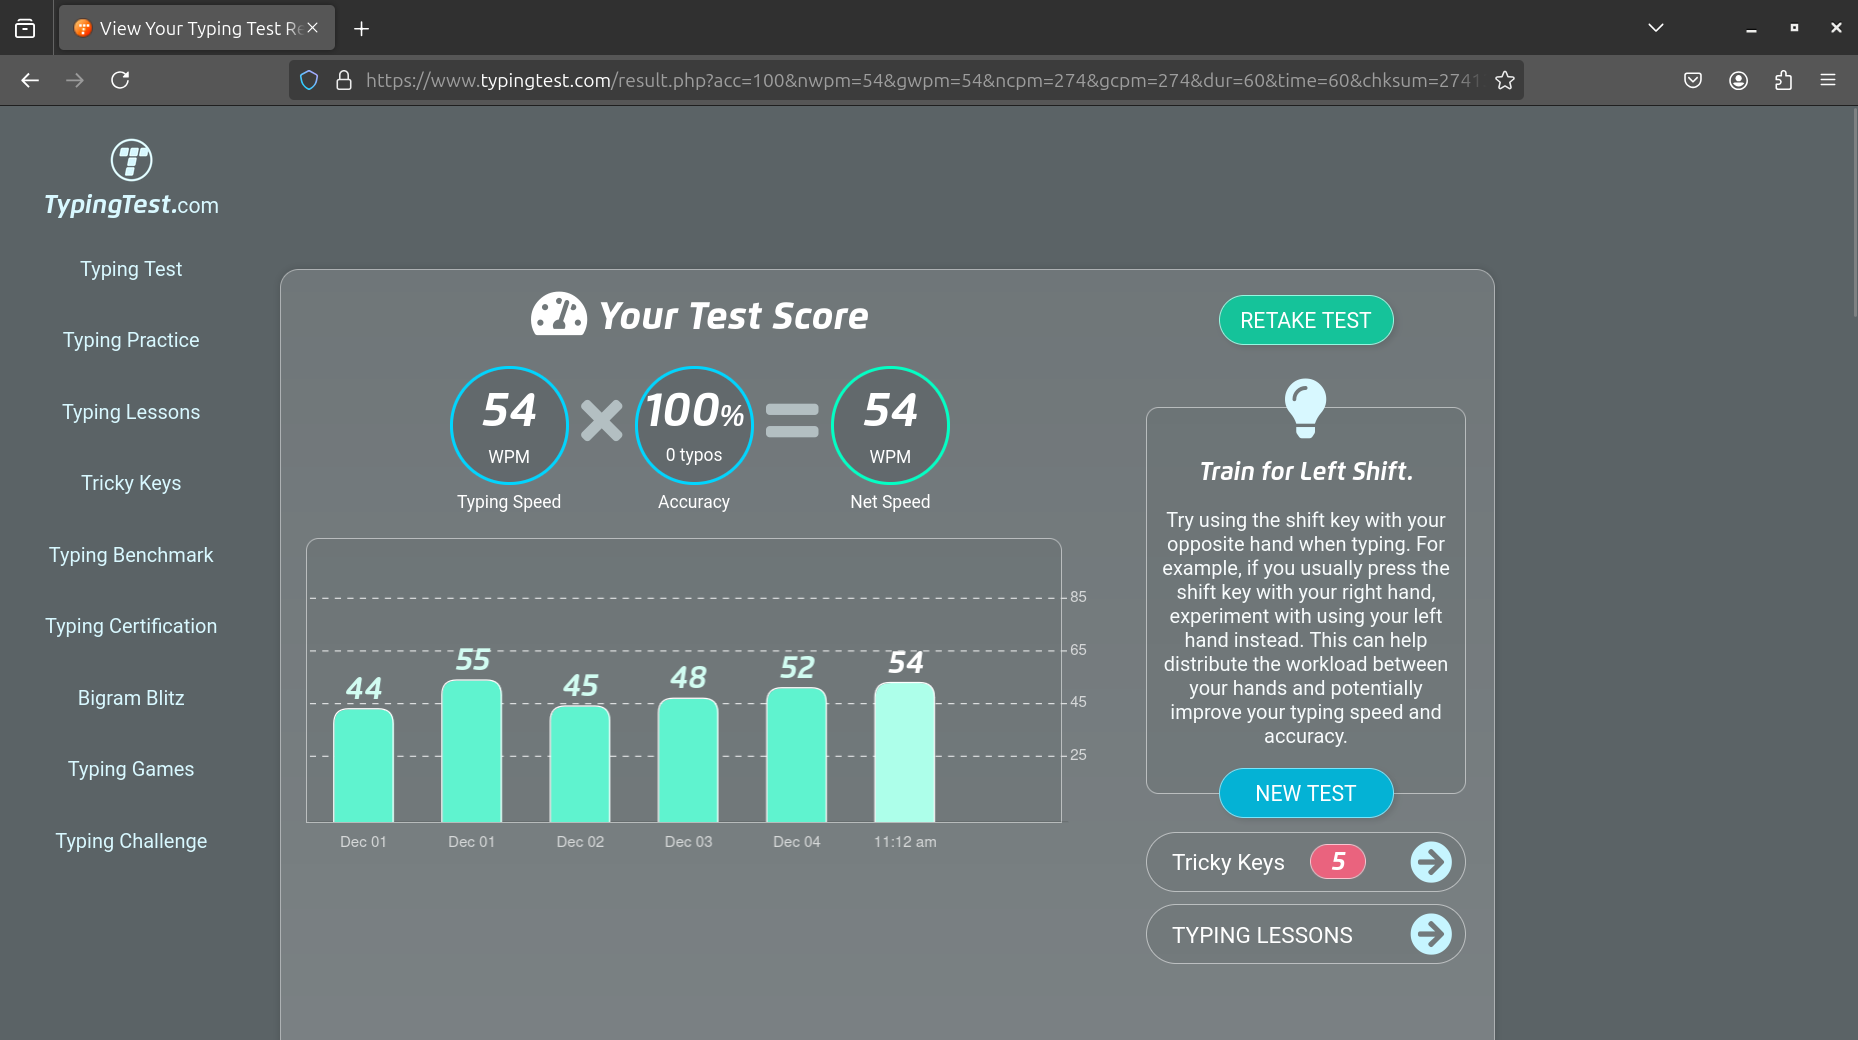 View Your Typing Test Re
https://www.typingtest.com/result.php?acc=100&nwpm=54&gwpm=54&ncpm=274&gcpm=274&dur=60&time=60&chksum=2741
TypingTest.com
Typing Test
Typing Practice
Typing Lessons
Tricky Keys
Typing Benchmark
Typing Certification
Bigram Blitz
Typing Games
Typing Challenge
Your Test Score
54
WPM
Typing Speed
100%
0 typos
Accuracy
54
WPM
Net Speed
85
65
45
25
44
55
45
48
52
54
Dec 01
Dec 01
Dec 02
Dec 03
Dec 04
11:12 am
RETAKE TEST
Train for Left Shift.
Try using the shift key with your
opposite hand when typing. For
example, if you usually press the
shift key with your right hand,
experiment with using your left
hand instead. This can help
distribute the workload between
your hands and potentially
improve your typing speed and
accuracy.
NEW TEST
Tricky Keys 5
TYPING LESSONS